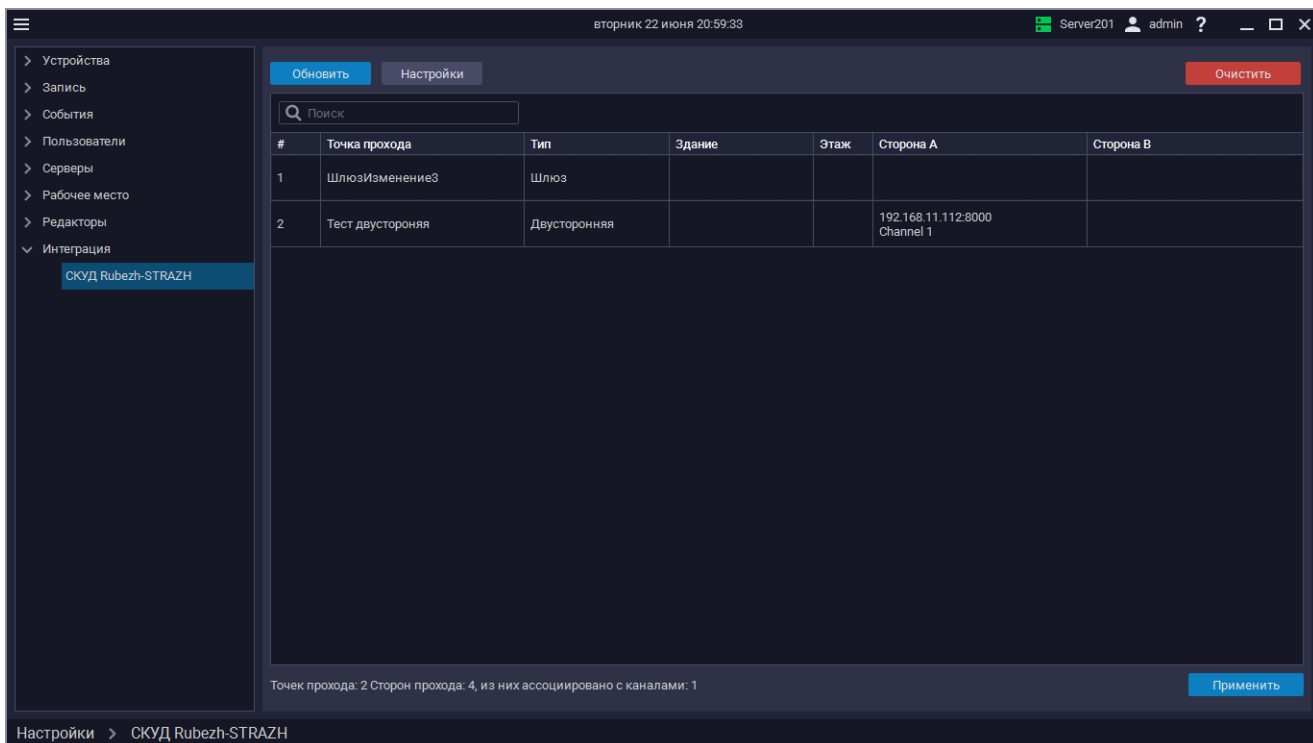 вторник 22 июня 20:59:33
Server201 admin ?
Устройства
Запись
События
Пользователи
Серверы
Рабочее место
Редакторы
Интеграция
СКУД Rubezh-STRAZH
Обновить Настройки Очистить
Поиск
# Точка прохода Тип Здание Этаж Сторона А Сторона В
1 ШлюзИзменение3 Шлюз
2 Тест двустороняя Двусторонняя 192.168.11.112:8000
Channel 1
Точек прохода: 2 Сторон прохода: 4, из них ассоциировано с каналами: 1
Применить
Настройки > СКУД Rubezh-STRAZH